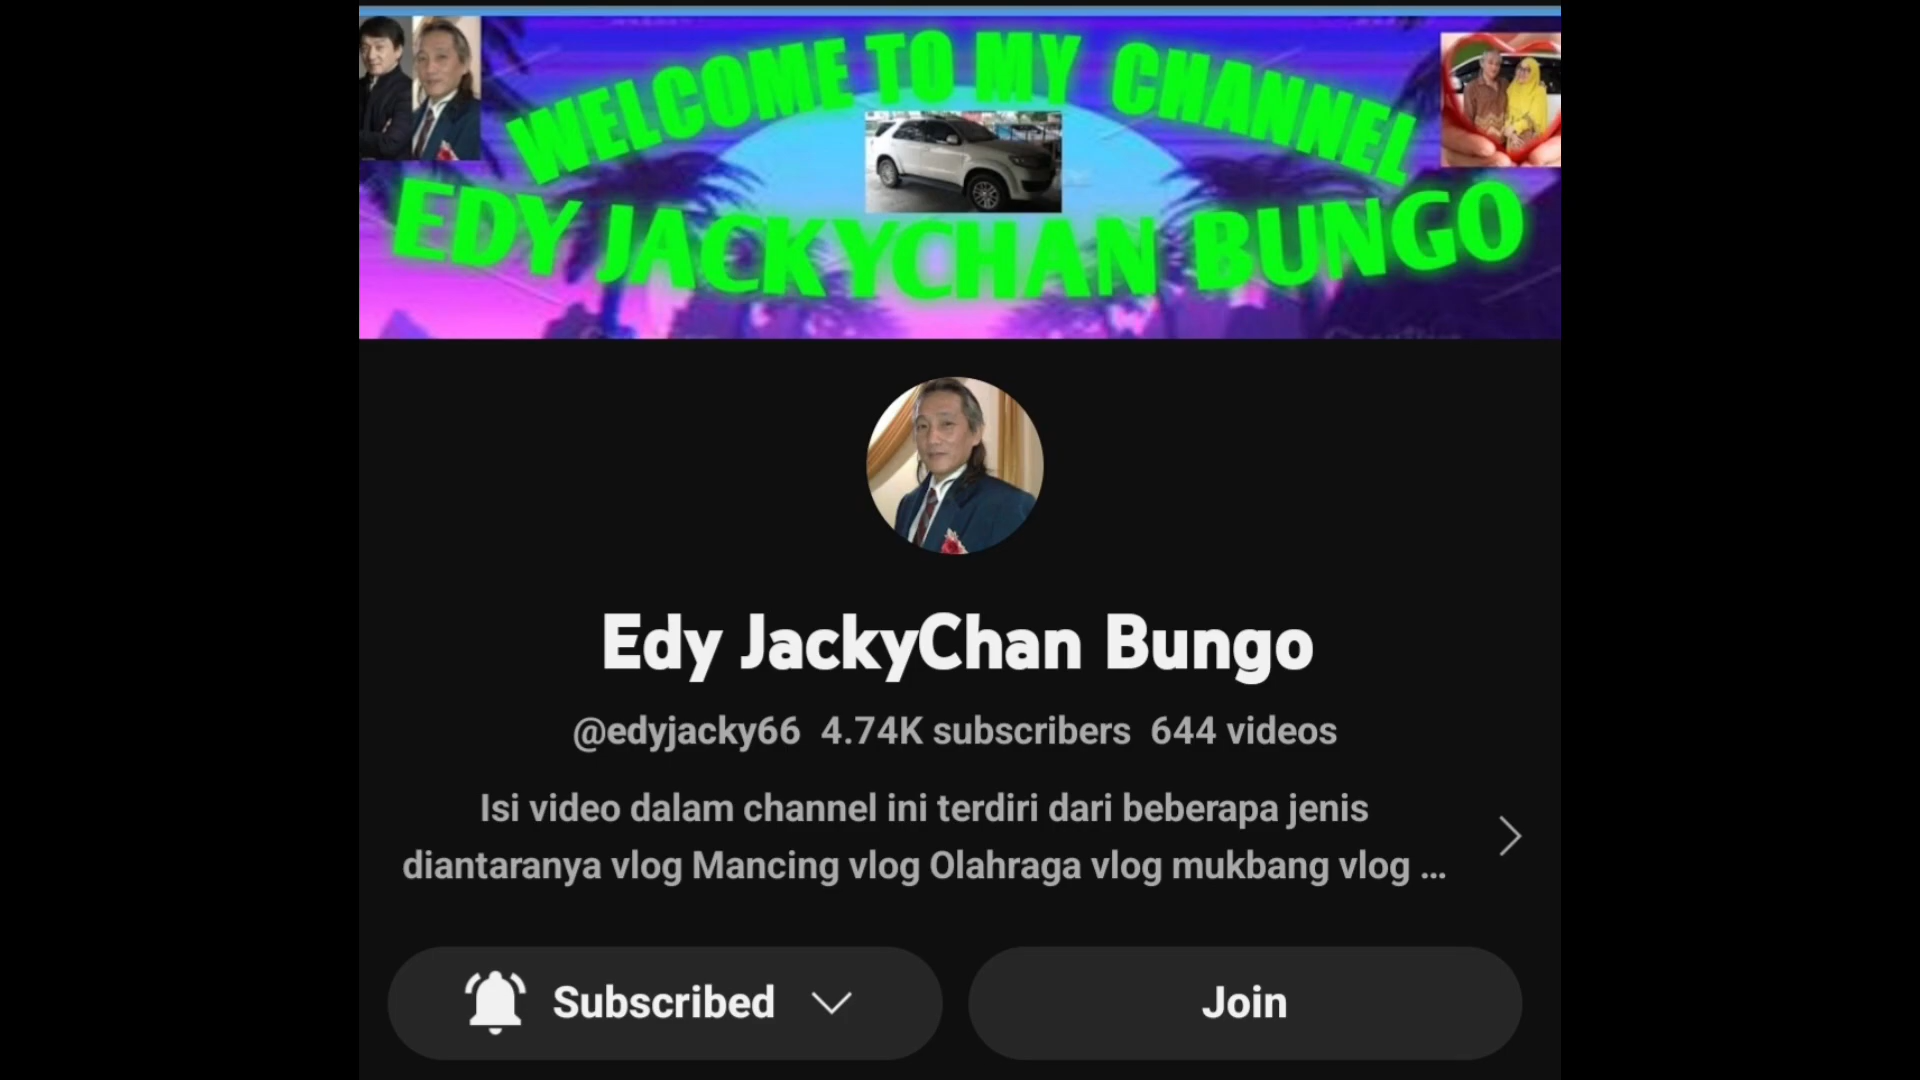 WELCOME TO MY CHANNEL
EDY JACKYCHAN BUNGO
Edy JackyChan Bungo
@edyjacky66 4.74K subscribers 644 videos
Isi video dalam channel ini terdiri dari beberapa jenis
diantaranya vlog Mancing vlog Olahraga vlog mukbang vlog ...
Subscribed
Join